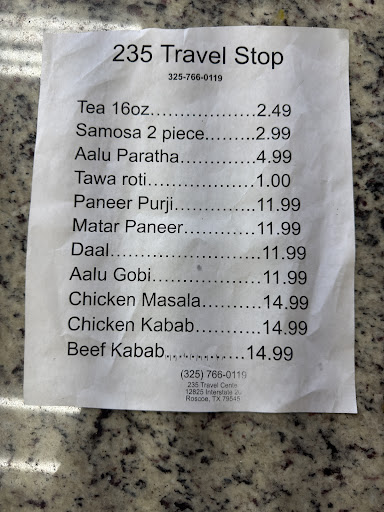 235 Travel Stop
325-766-0119
Tea 16oz....................2.49
Samosa 2 piece........2.99
Aalu Paratha..............4.99
Tawa roti....................1.00
Paneer Purji..............11.99
Matar Paneer............11.99
Daal..........................11.99
Aalu Gobi..................11.99
Chicken Masala..........14.99
Chicken Kabab...........14.99
Beef Kabab................14.99
(325) 766-0119
235 Travel
12825 Interstate
Roscoe, TX 79545